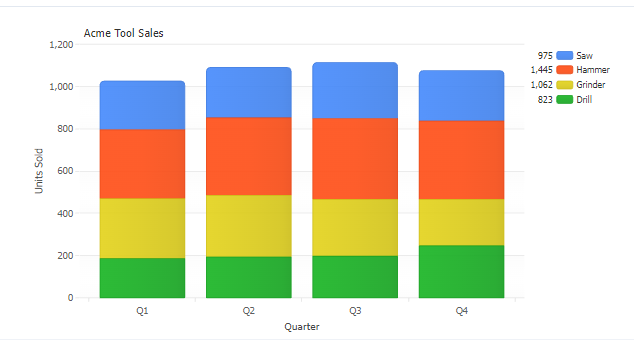 Acme Tool Sales
1,200
1,000
800
600
400
200
0
Units Sold
Q1
Q2
Q3
Q4
Quarter
975 Saw
1,445 Hammer
1,062 Grinder
823 Drill